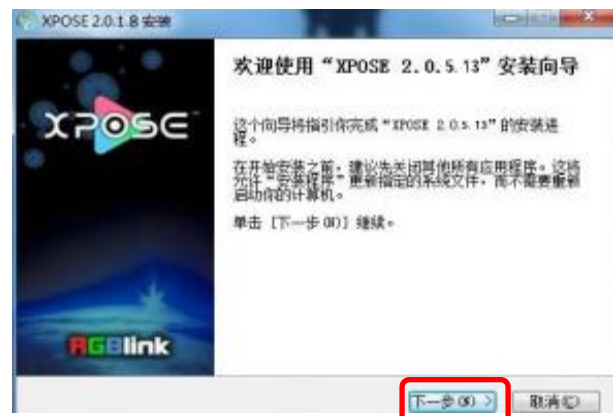 XPOSE 2.0.1.8 安装
欢迎使用“XPOSE 2.0.5.13”安装向导
XPOSE
这个向导将指引你完成“XPOSE 2.0.5.13”的安装进
程。
在开始安装之前，建议先关闭其他所有应用程序。这将
允许“安装程序”更新指定的系统文件，而不需要重新
启动你的计算机。
单击 [下一步(N)] 继续。
RGBlink
下一步(N) >
取消(C)